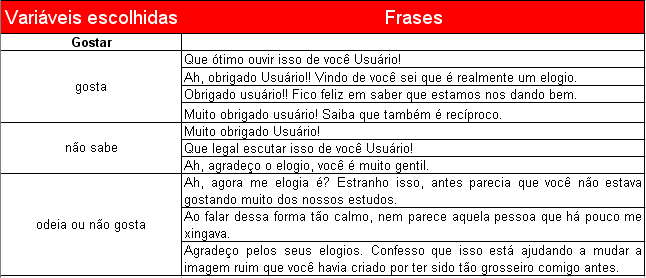 Variáveis escolhidas Frases
Gostar
gosta
Que ótimo ouvir isso de você Usuário!
Ah, obrigado Usuário!! Vindo de você sei que é realmente um elogio.
Obrigado usuário!! Fico feliz em saber que estamos nos dando bem.
Muito obrigado usuário! Saiba que também é recíproco.
não sabe
Muito obrigado Usuário!
Que legal escutar isso de você Usuário!
Ah, agradeço o elogio, você é muito gentil.
odeia ou não gosta
Ah, agora me elogia é? Estranho isso, antes parecia que você não estava
gostando muito dos nossos estudos.
Ao falar dessa forma tão calmo, nem parece aquela pessoa que há pouco me
xingava.
Agradeço pelos seus elogios. Confesso que isso está ajudando a mudar a
imagem ruim que você havia criado por ter sido tão grosseiro comigo antes.